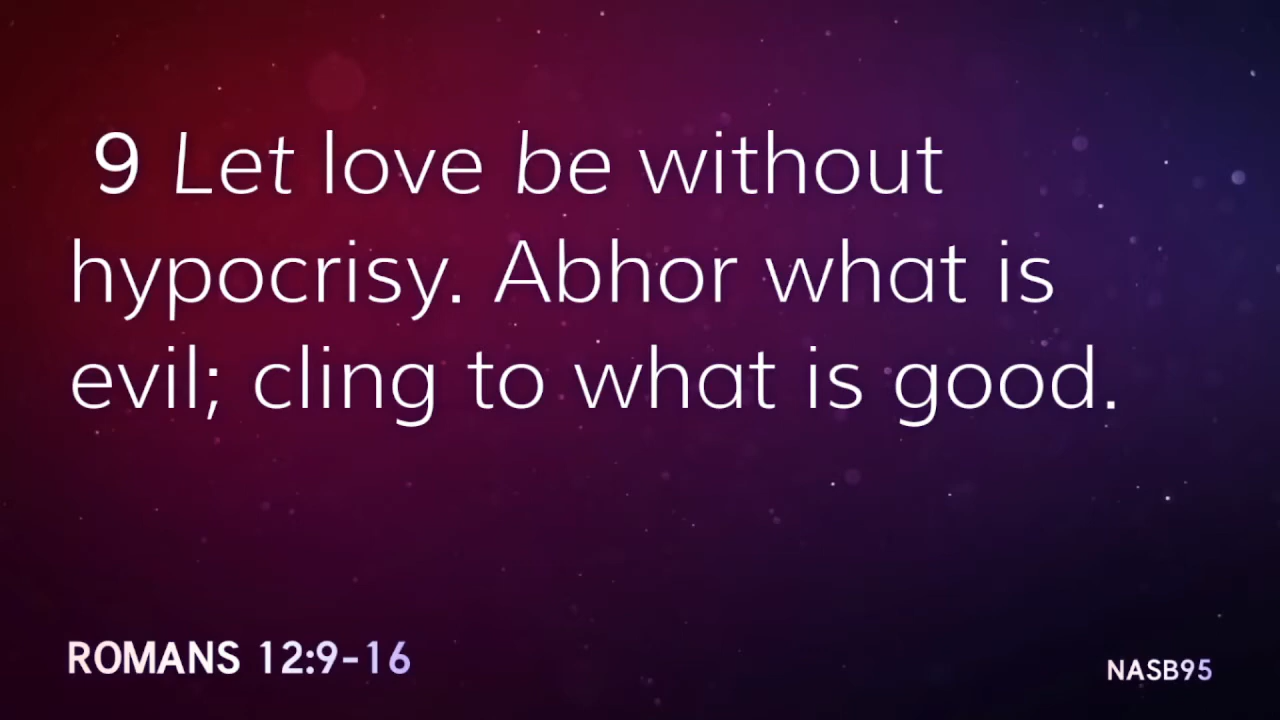 9 Let love be without
hypocrisy. Abhor what is
evil; cling to what is good.
ROMANS 12:9-16
NASB95